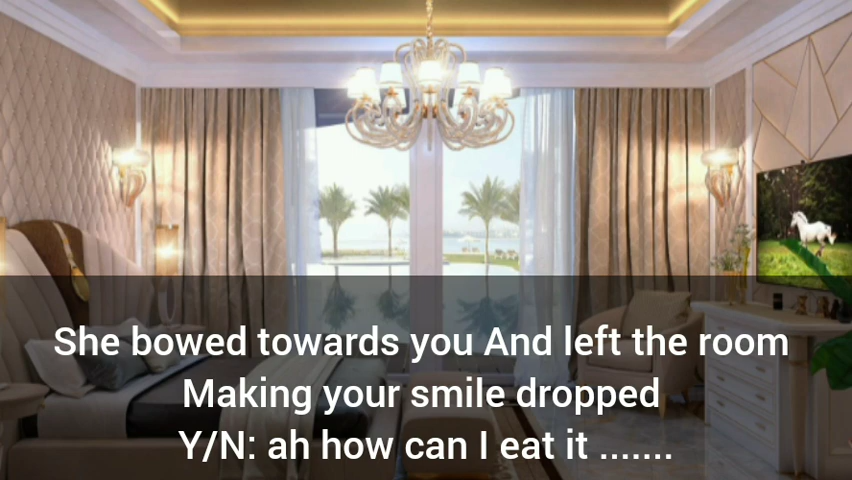 She bowed towards you And left the room
Making your smile dropped
Y/N: ah how can I eat it .......